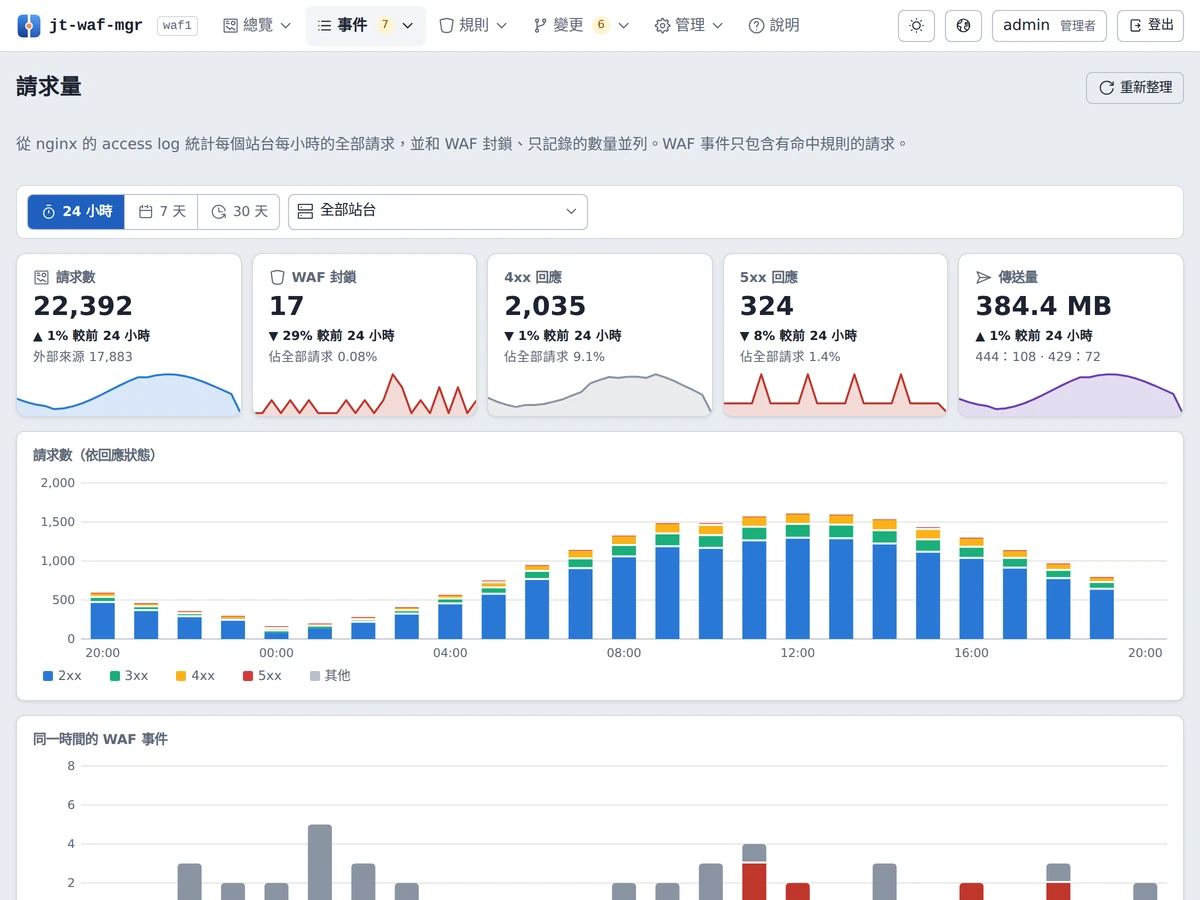 jt-waf-mgr waf1 總覽 事件 7 規則 變更 6 管理 說明 admin 管理者 登出
請求量
重新整理
從 nginx 的 access log 統計每個站台每小時的全部請求，並和 WAF 封鎖、只記錄的數量並列。WAF 事件只包含有命中規則的請求。
24 小時 7 天 30 天 全部站台
請求數
22,392
▲ 1% 較前 24 小時
外部來源 17,883
WAF 封鎖
17
▼ 29% 較前 24 小時
佔全部請求 0.08%
4xx 回應
2,035
▼ 1% 較前 24 小時
佔全部請求 9.1%
5xx 回應
324
▼ 8% 較前 24 小時
佔全部請求 1.4%
傳送量
384.4 MB
▲ 1% 較前 24 小時
444：108 · 429：72
請求數（依回應狀態）
2,000
1,500
1,000
500
0
20:00 00:00 04:00 08:00 12:00 16:00 20:00
2xx 3xx 4xx 5xx 其他
同一時間的 WAF 事件
8
6
4
2